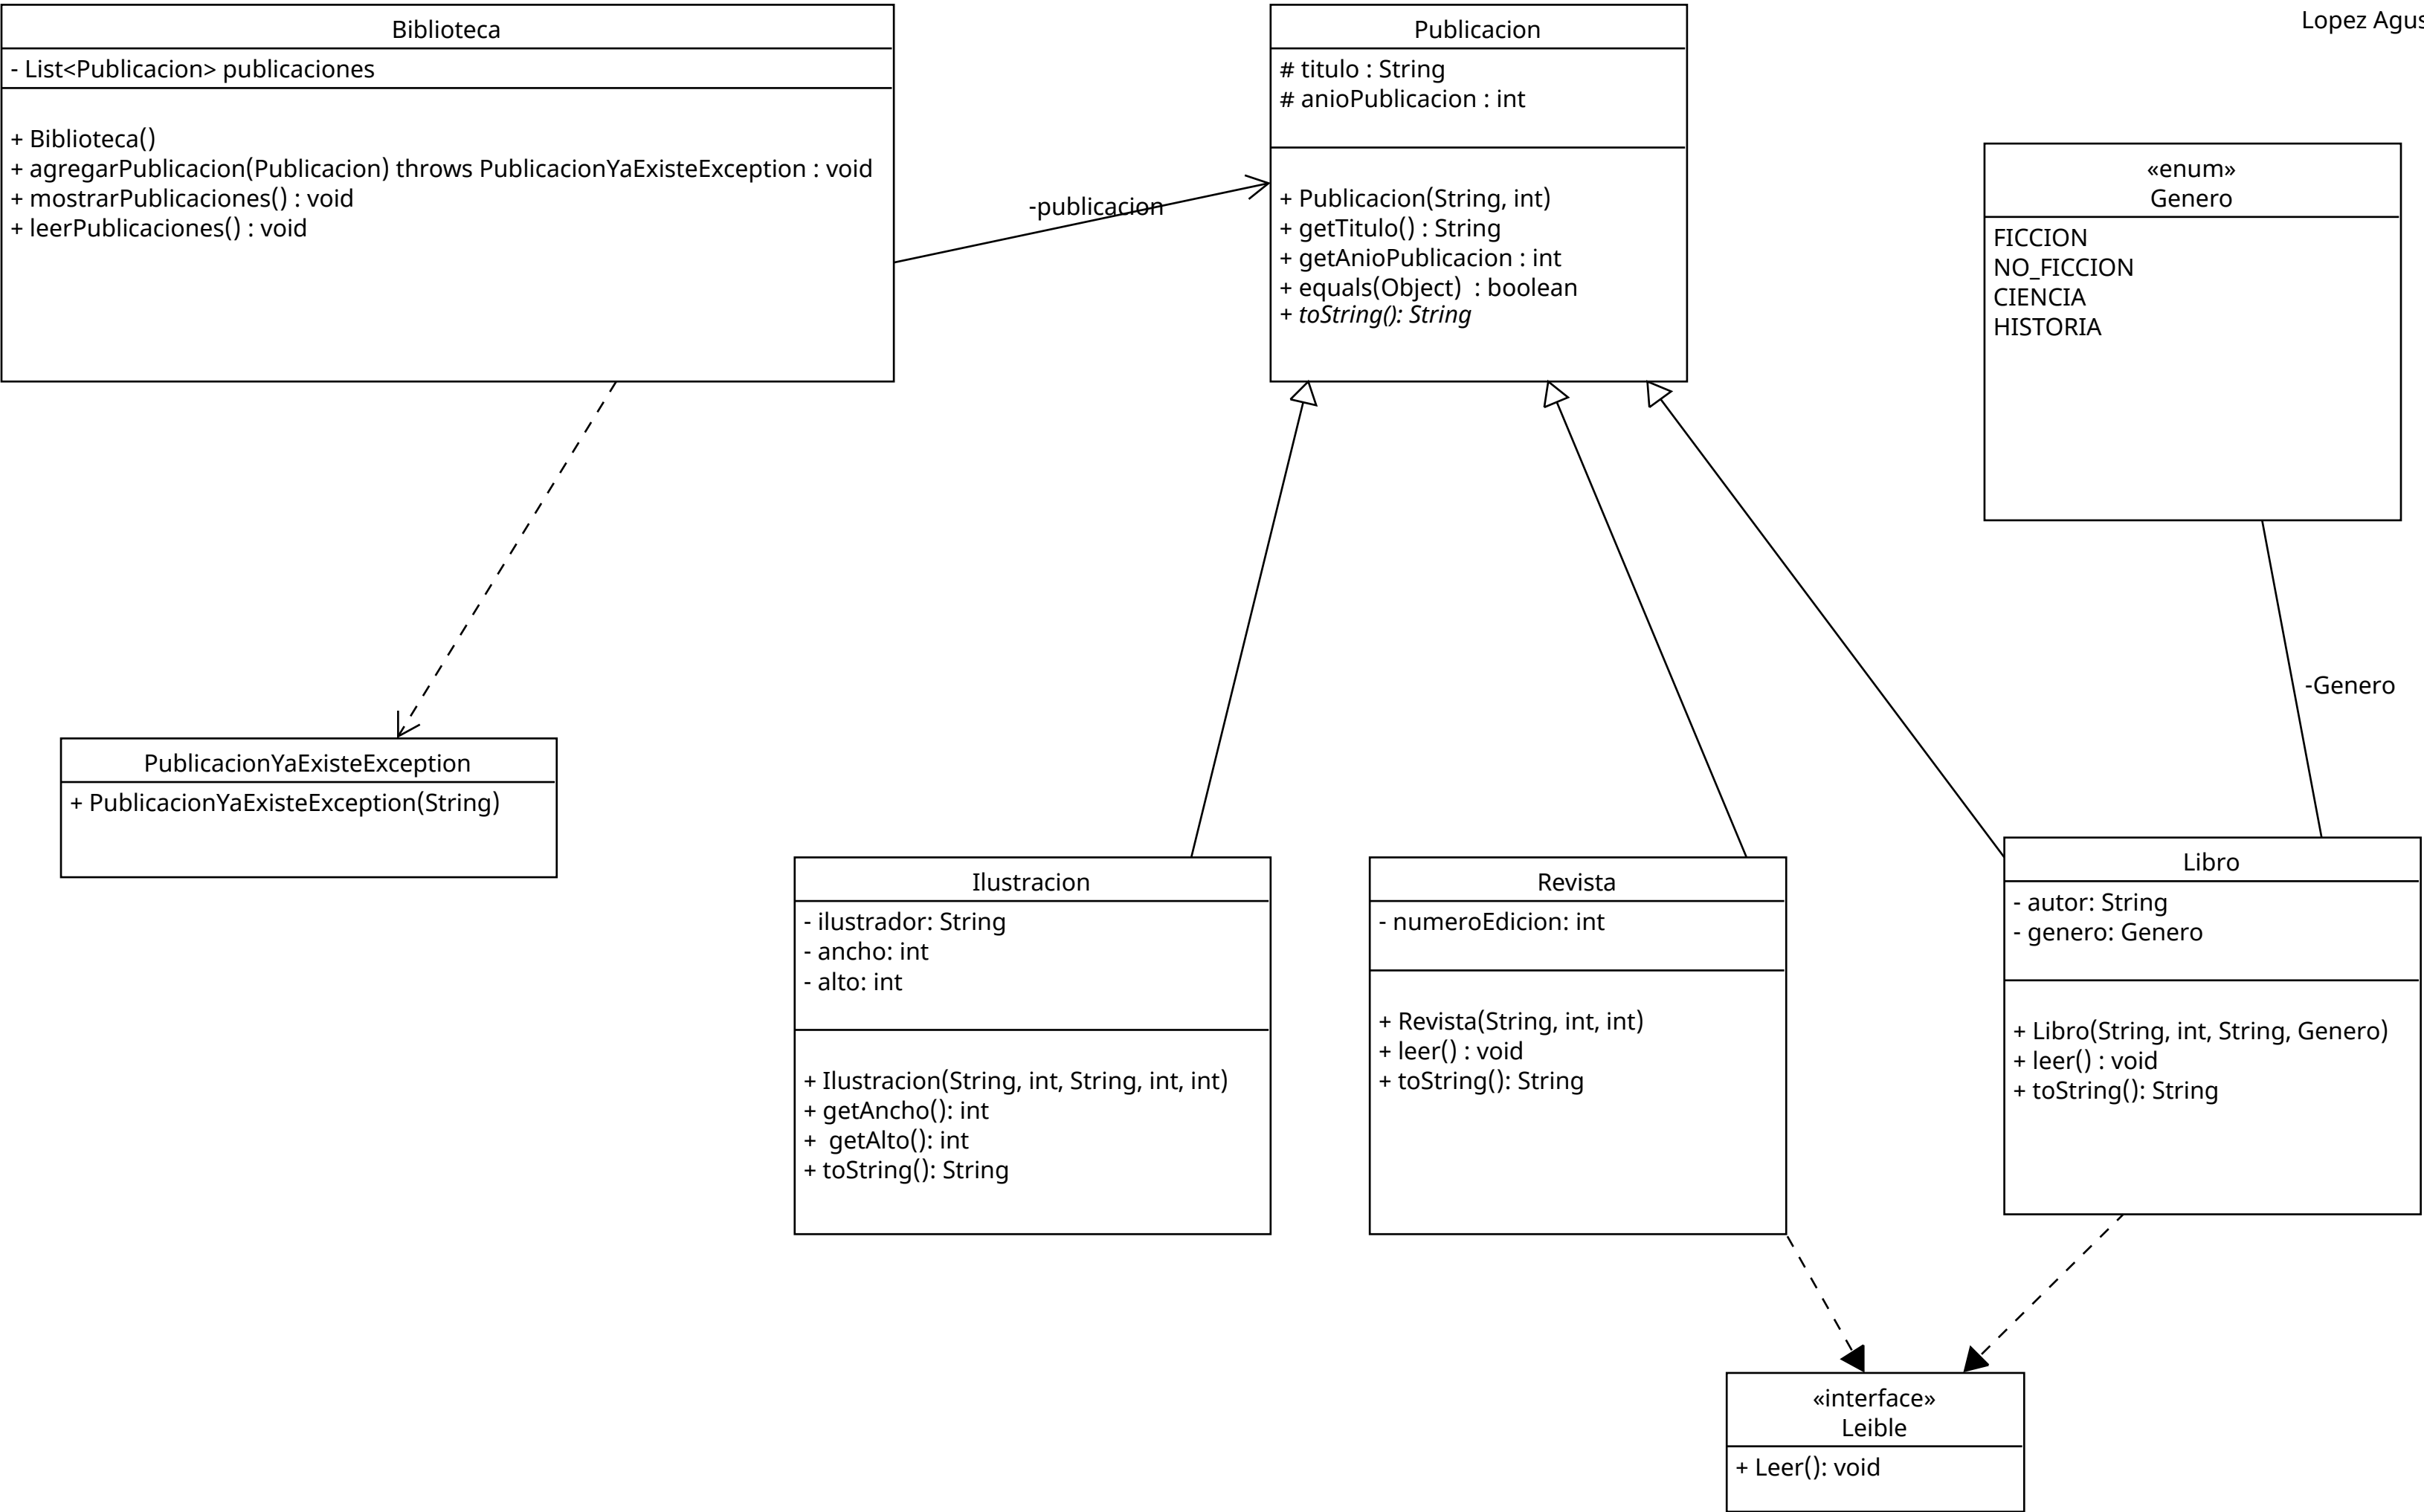 Biblioteca
- List<Publicacion> publicaciones
+ Biblioteca()
+ agregarPublicacion(Publicacion) throws PublicacionYaExisteException : void
+ mostrarPublicaciones() : void
+ leerPublicaciones() : void
-publicacion
Publicacion
# titulo : String
# anioPublicacion : int
+ Publicacion(String, int)
+ getTitulo() : String
+ getAnioPublicacion : int
+ equals(Object)  : boolean
+ toString(): String
Lopez Agus
«enum»
Genero
FICCION
NO_FICCION
CIENCIA
HISTORIA
-Genero
PublicacionYaExisteException
+ PublicacionYaExisteException(String)
Ilustracion
- ilustrador: String
- ancho: int
- alto: int
+ Ilustracion(String, int, String, int, int)
+ getAncho(): int
+  getAlto(): int
+ toString(): String
Revista
- numeroEdicion: int
+ Revista(String, int, int)
+ leer() : void
+ toString(): String
Libro
- autor: String
- genero: Genero
+ Libro(String, int, String, Genero)
+ leer() : void
+ toString(): String
«interface»
Leible
+ Leer(): void